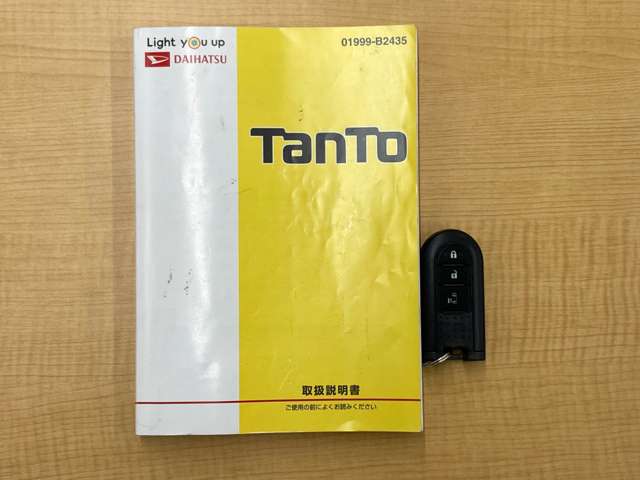 Light you up
01999-B2435
DAIHATSU
TanTo
取扱説明書
ご使用の前によくお読みください